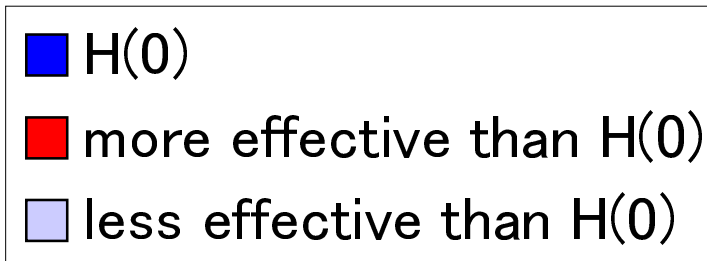 H(0)
more effective than H(0)
less effective than H(0)